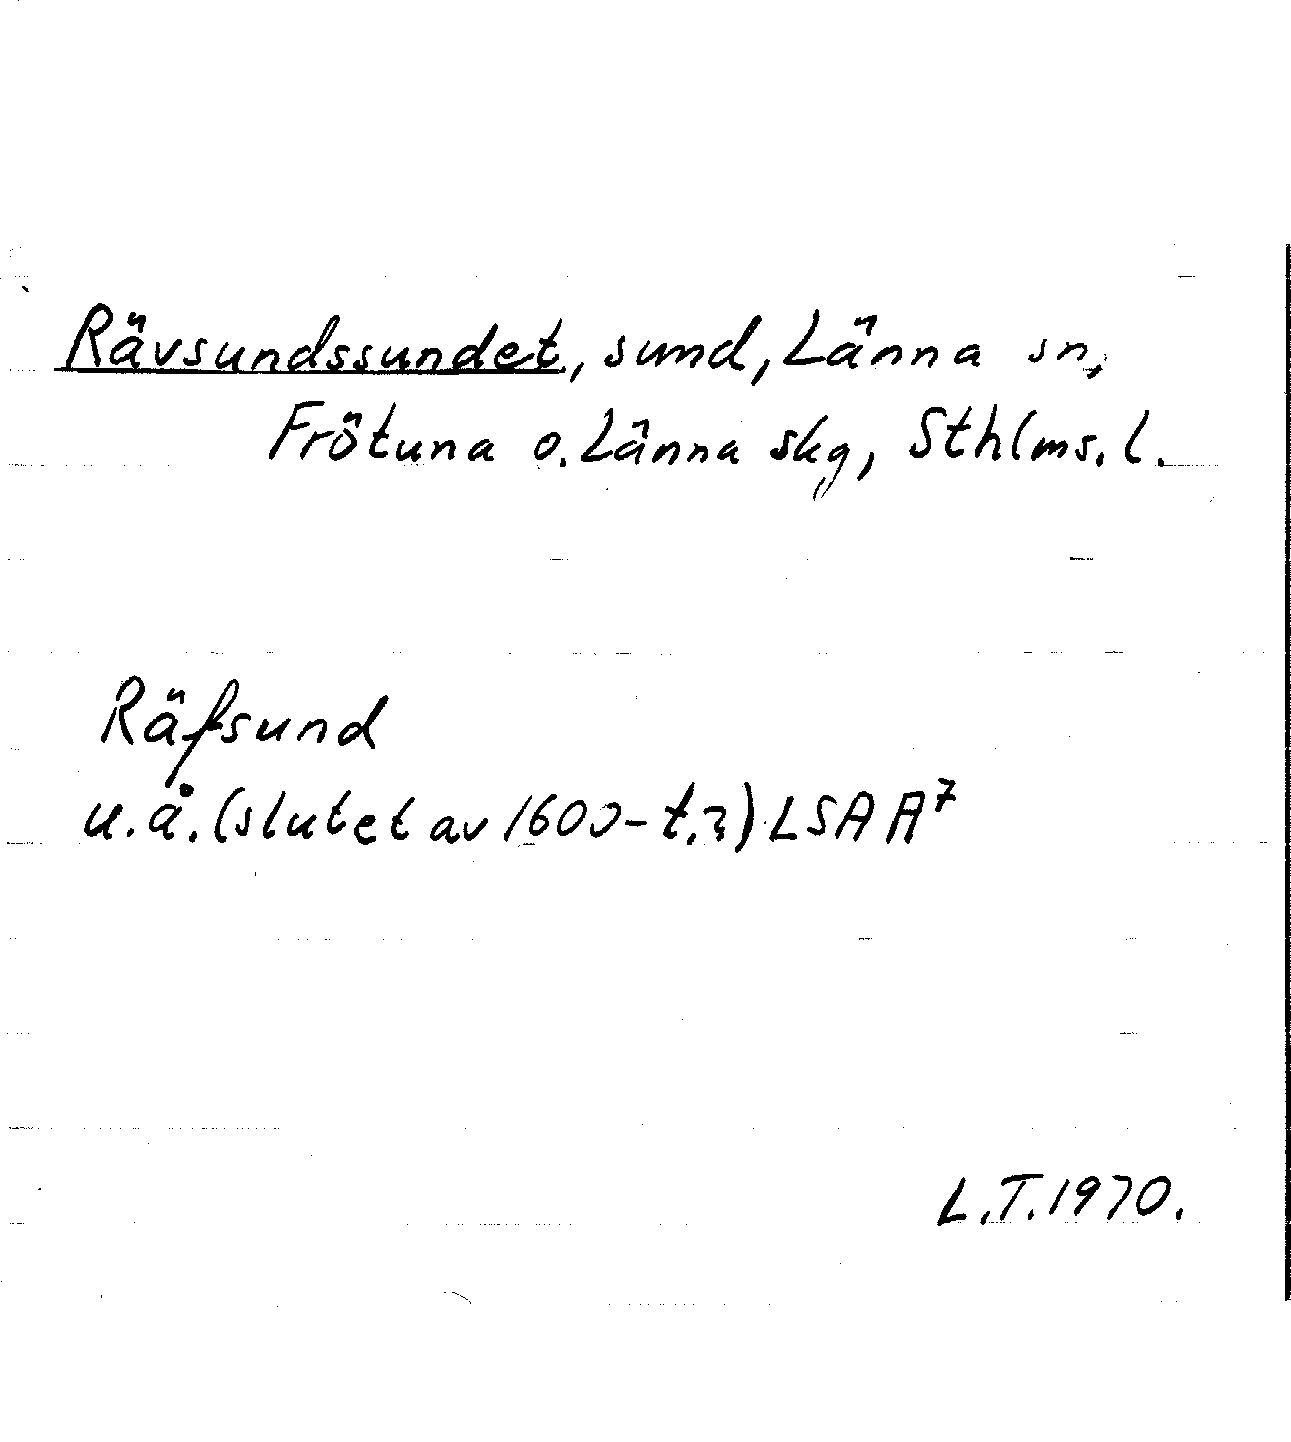 Rävsundssundet, sund, Länna sn,
Frötuna o. Länna skg, Sthlms. l.
Räfsund
u.å. (slutet av 1600-t.?) LSA A⁷
L.T. 1970.